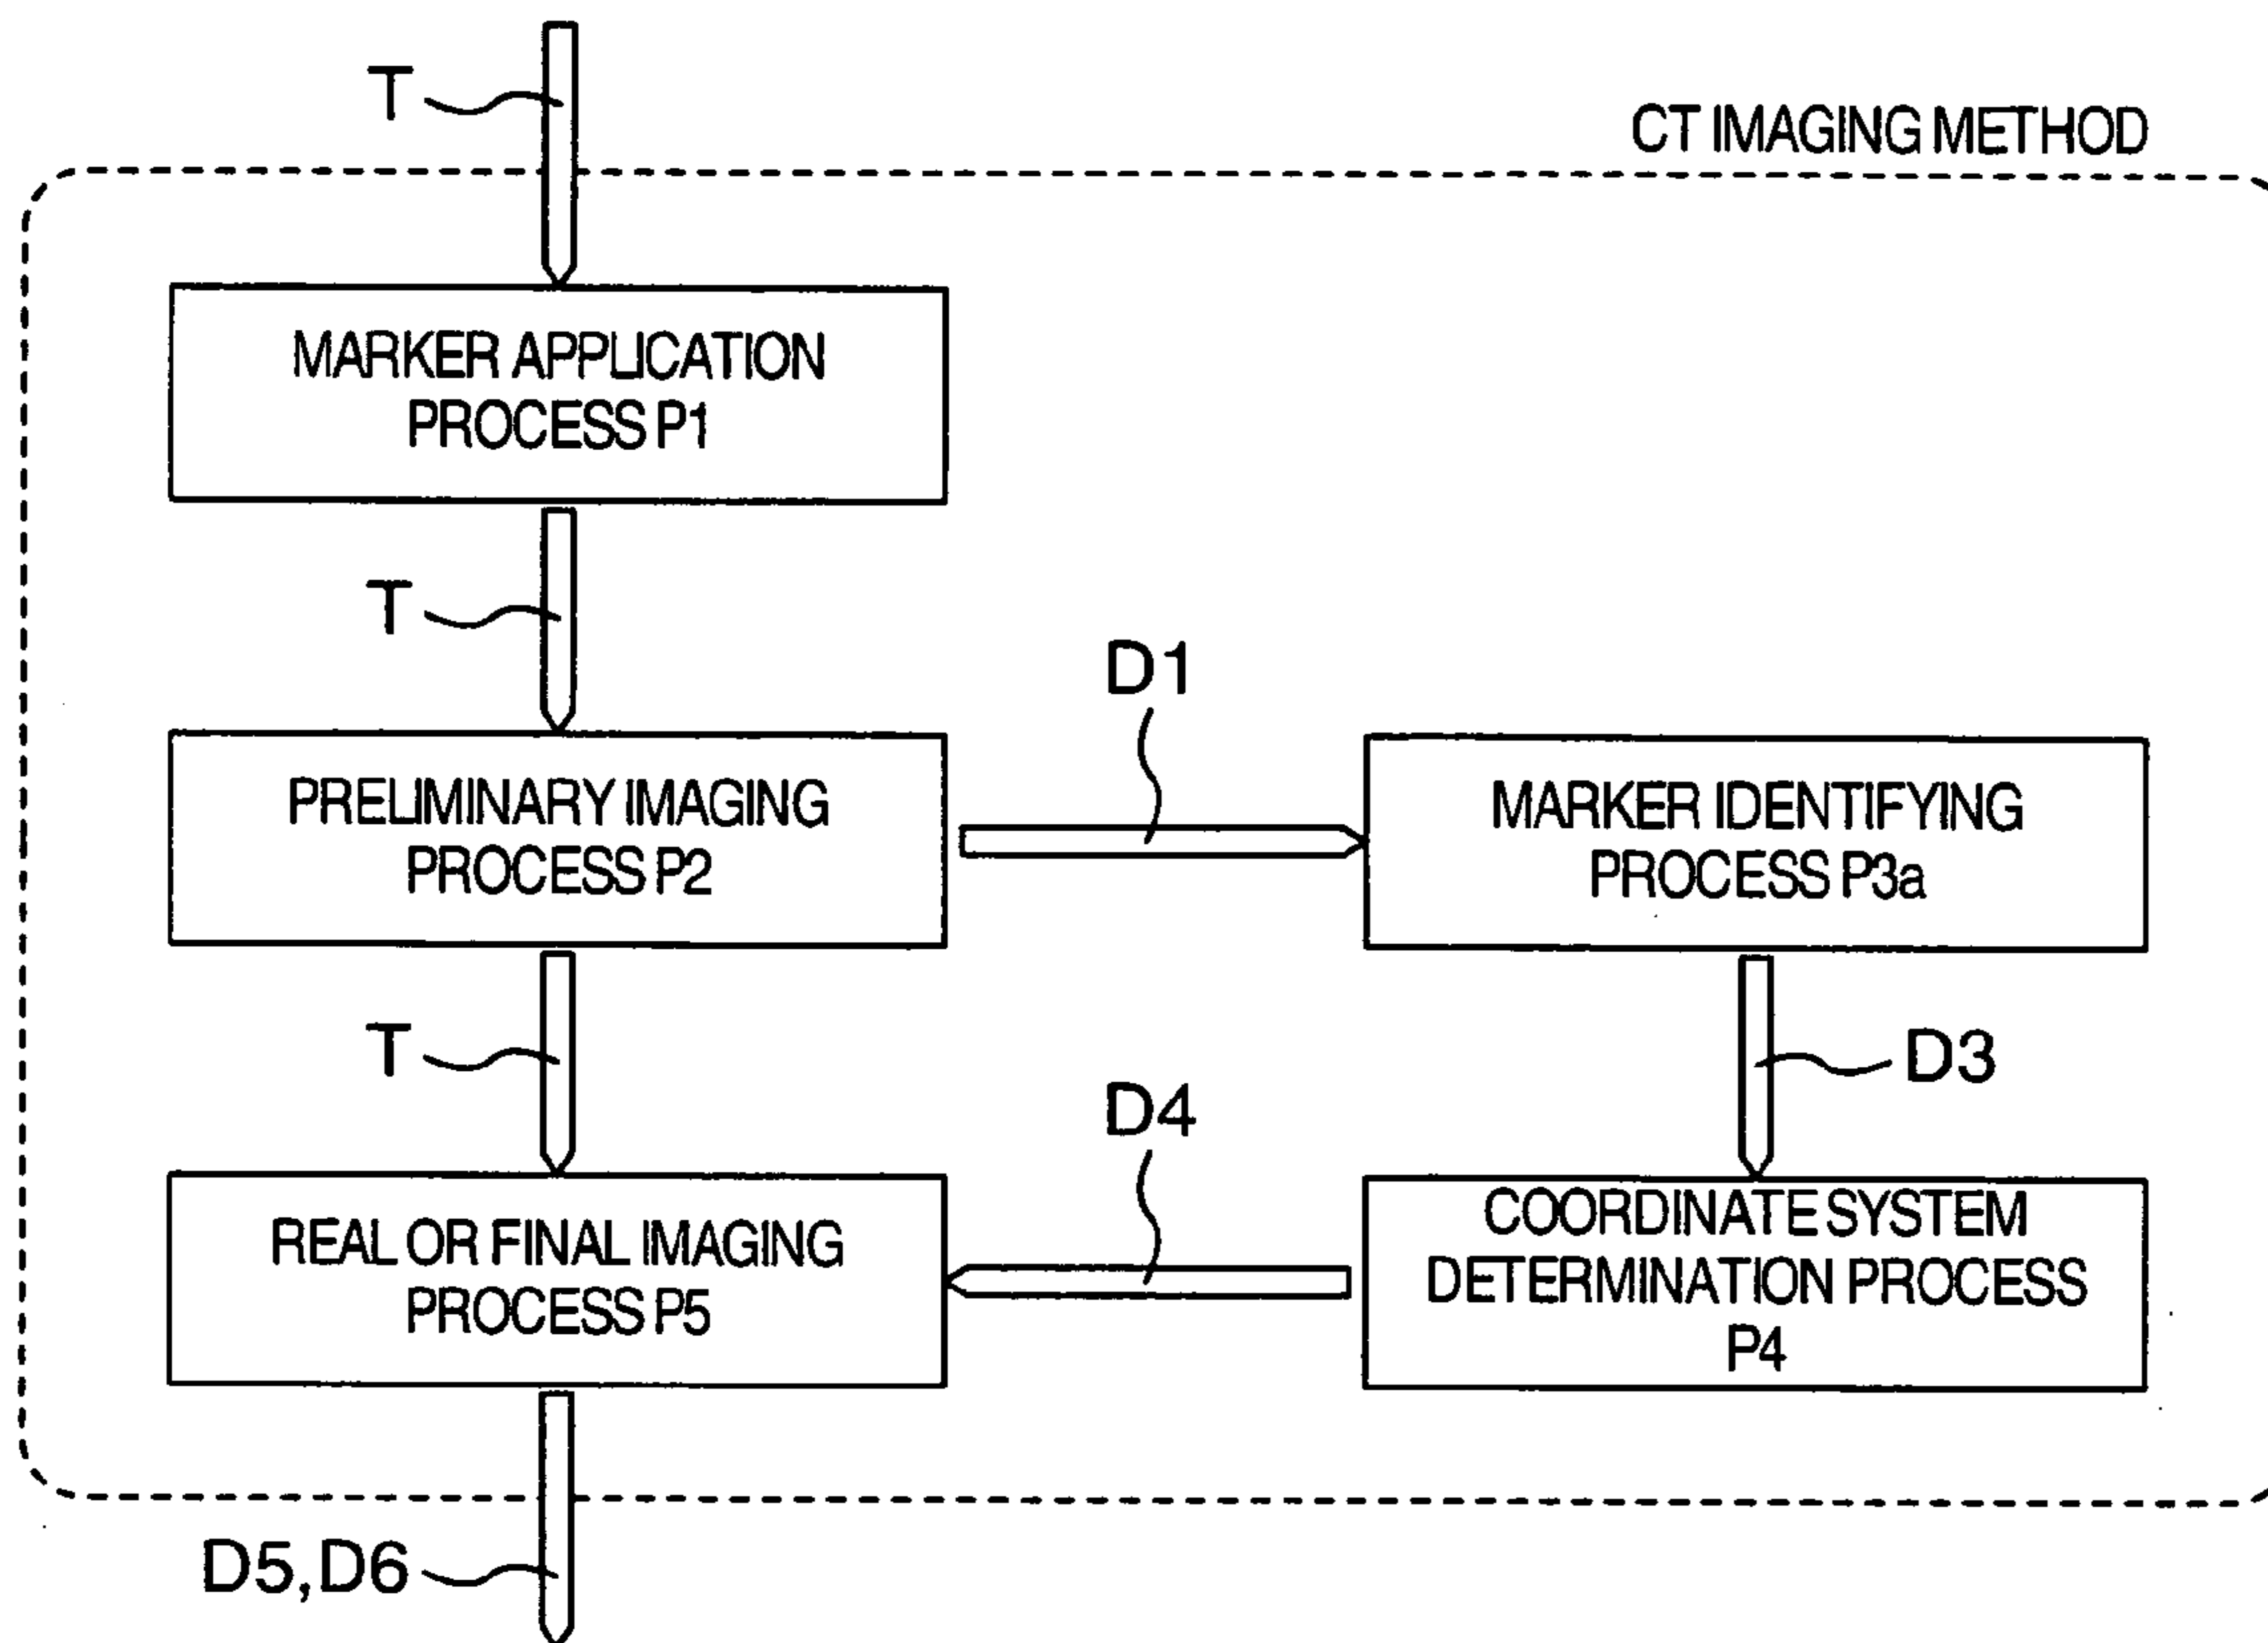 T
CT IMAGING METHOD
MARKER APPLICATION
PROCESS P1
T
D1
PRELIMINARY IMAGING
PROCESS P2
MARKER IDENTIFYING
PROCESS P3a
T
D3
D4
REAL OR FINAL IMAGING
PROCESS P5
COORDINATE SYSTEM
DETERMINATION PROCESS
P4
D5,D6